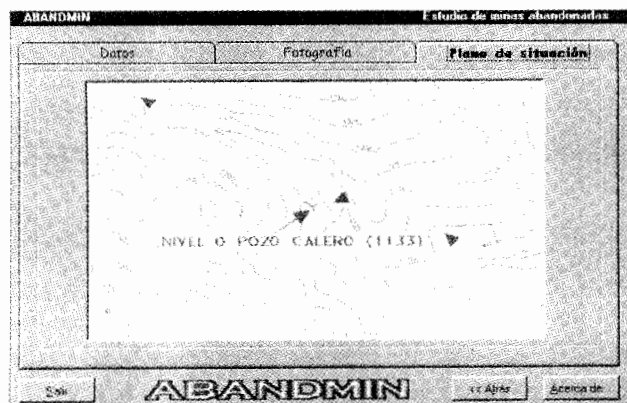 ABANDMIN Estudio de minas abandonadas
Datos Fotografía Plano de situación
NIVEL O POZO CALERO (1133)
Salir ABANDMIN << Atrás Acerca de